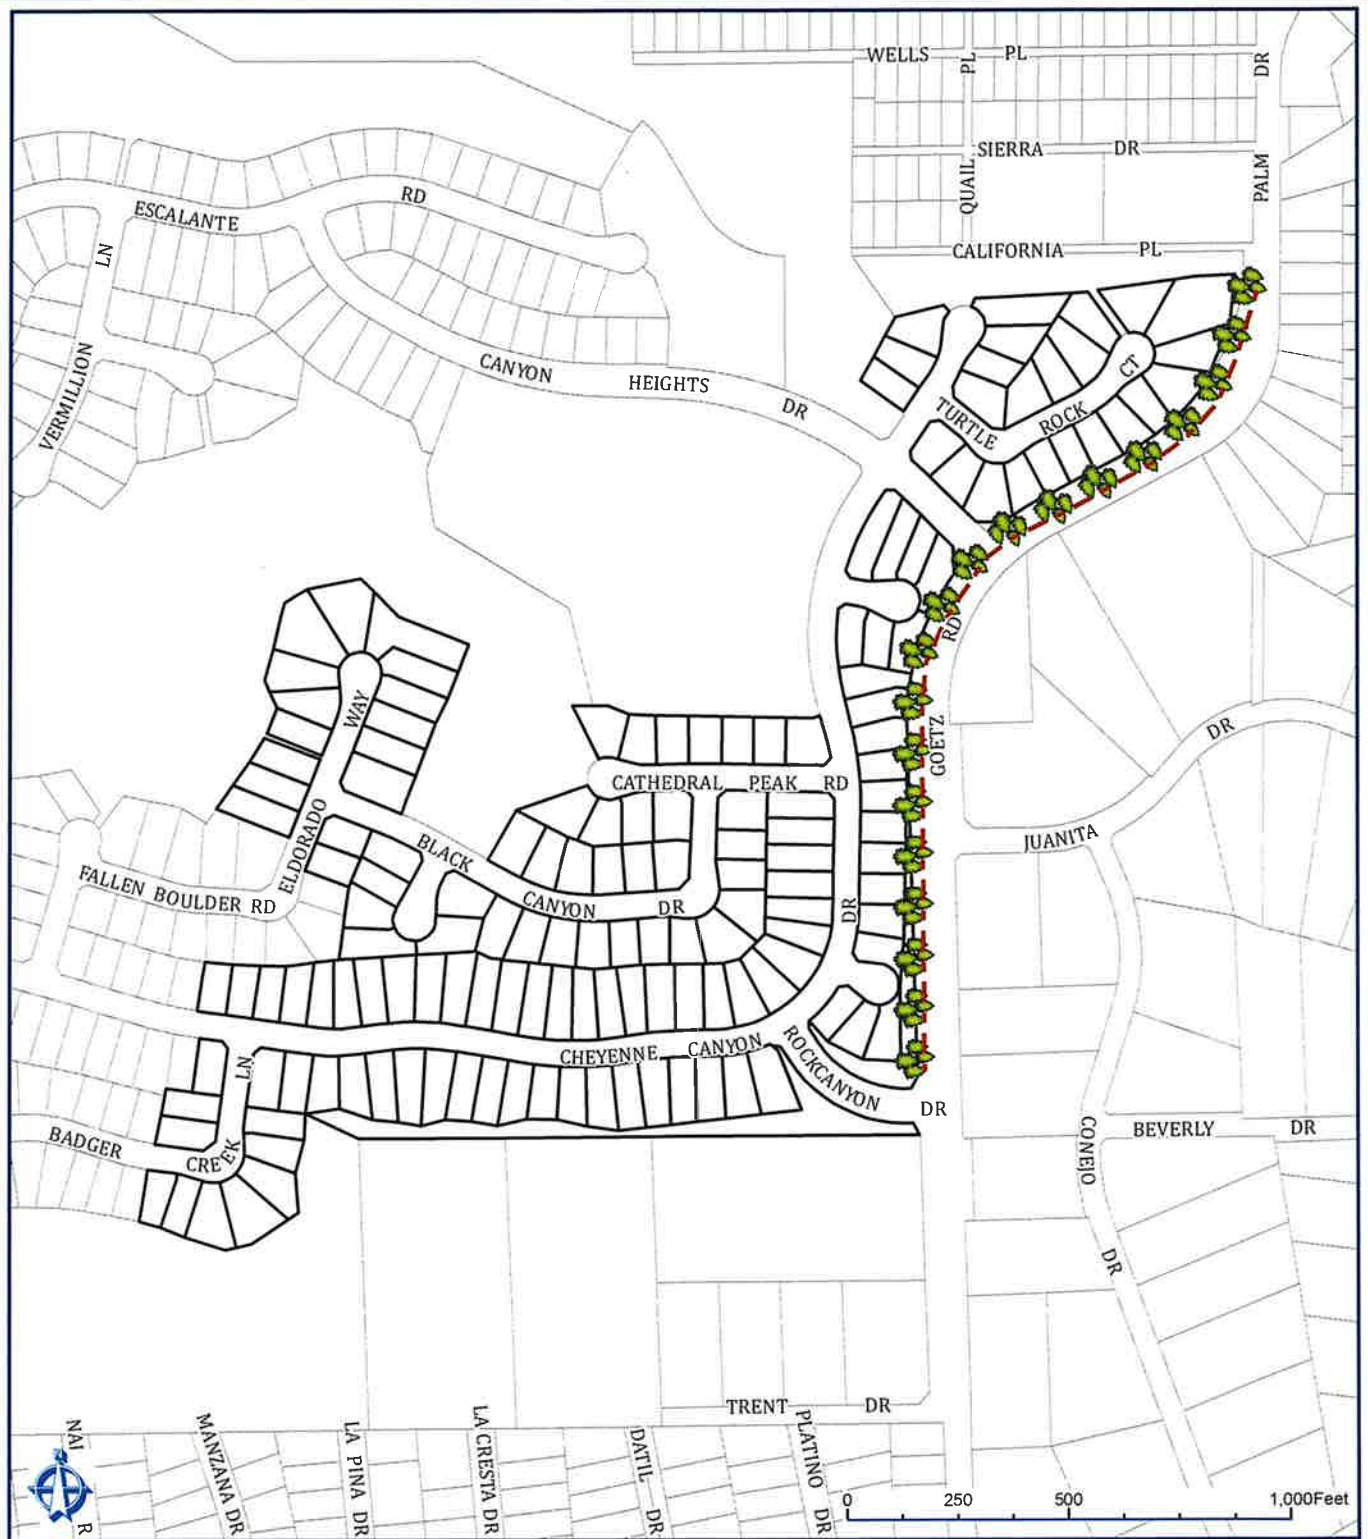 WELLS PL
PL
DR
SIERRA DR
QUAIL
PALM
CALIFORNIA PL
ESCALANTE RD
LN
VERMILLION
CANYON HEIGHTS DR
TURTLE ROCK CT
RD
GOETZ
WAY
ELDORADO
CATHEDRAL PEAK RD
BLACK CANYON DR
FALLEN BOULDER RD
DR
JUANITA DR
CHEYENNE CANYON
ROCKCANYON DR
LN
CREEK
BADGER
CONEJO DR
BEVERLY DR
TRENT DR
NAI R
MANZANA DR
LA PINA DR
LA CRESTA DR
DATIL DR
PLATINO DR
0 250 500 1,000Feet